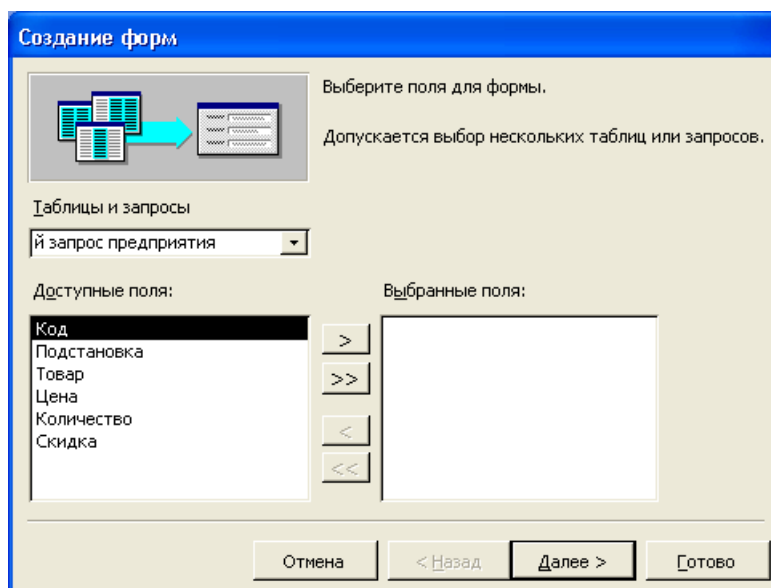 Создание форм
Выберите поля для формы.
Допускается выбор нескольких таблиц или запросов.
Таблицы и запросы
й запрос предприятия
Доступные поля:
Выбранные поля:
Код
Подстановка
Товар
Цена
Количество
Скидка
>
>>
<
<<
Отмена
< Назад
Далее >
Готово